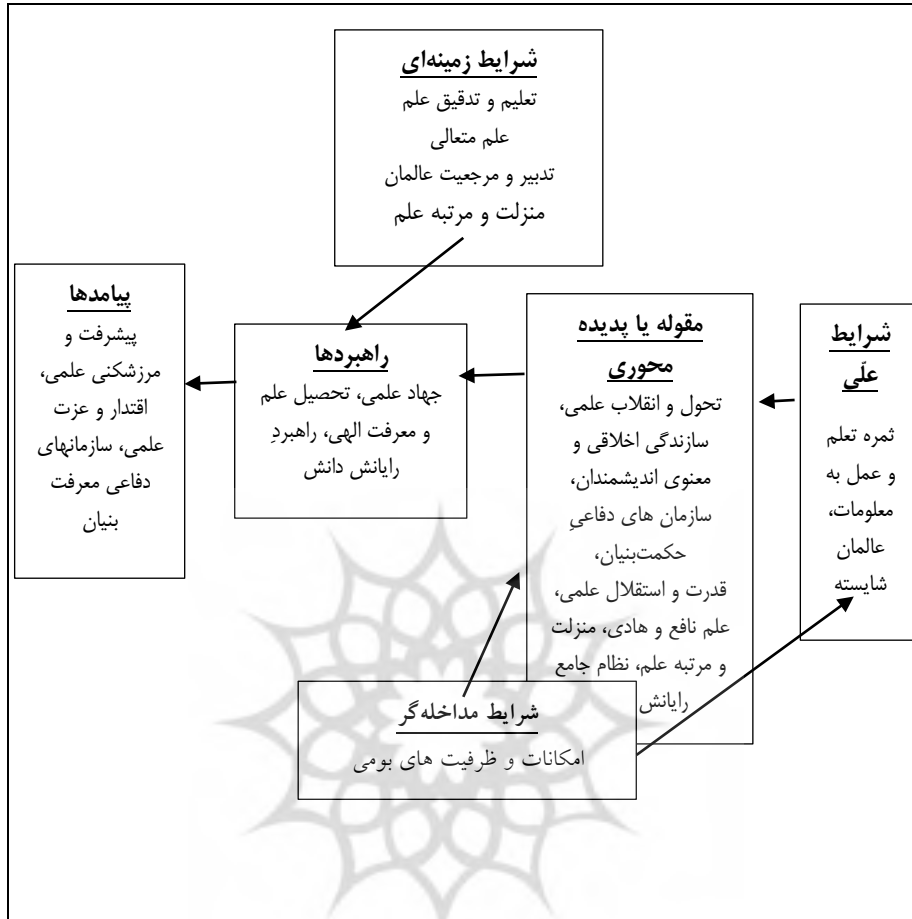 شرایط زمینه‌ای
تعلیم و تدقیق علم
علم متعالی
تدبیر و مرجعیت عالمان
منزلت و مرتبه علم
شرایط
علّی
ثمره تعلم
و عمل به
معلومات،
عالمان
شایسته
مقوله یا پدیده
محوری
تحول و انقلاب علمی،
سازندگی اخلاقی و
معنوی اندیشمندان،
سازمان های دفاعیِ
حکمت‌بنیان،
قدرت و استقلال علمی،
علم نافع و هادی، منزلت
و مرتبه علم، نظام جامع
رایانش
راهبردها
جهاد علمی، تحصیل علم
و معرفت الهی، راهبردِ
رایانش دانش
پیامدها
پیشرفت و
مرزشکنی علمی،
اقتدار و عزت
علمی، سازمانهای
دفاعی معرفت
بنیان
شرایط مداخله‌گر
امکانات و ظرفیت های بومی